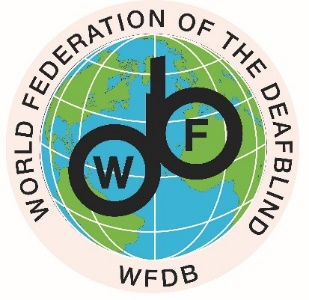 WORLD FEDERATION OF THE DEAFBLIND
W F
WFDB